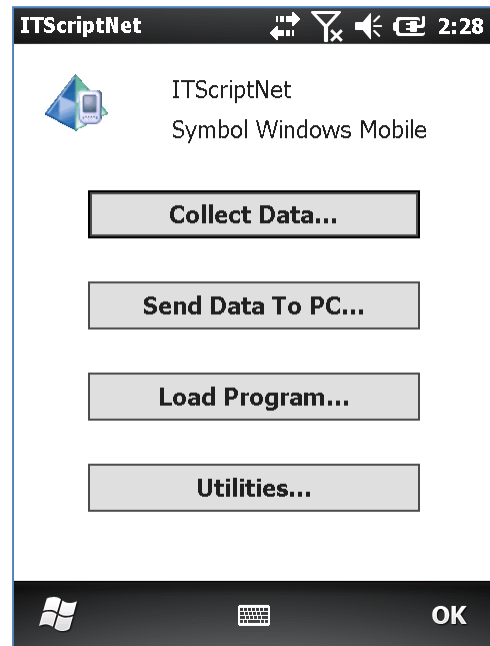 ITScriptNet 2:28
ITScriptNet
Symbol Windows Mobile
Collect Data...
Send Data To PC...
Load Program...
Utilities...
OK